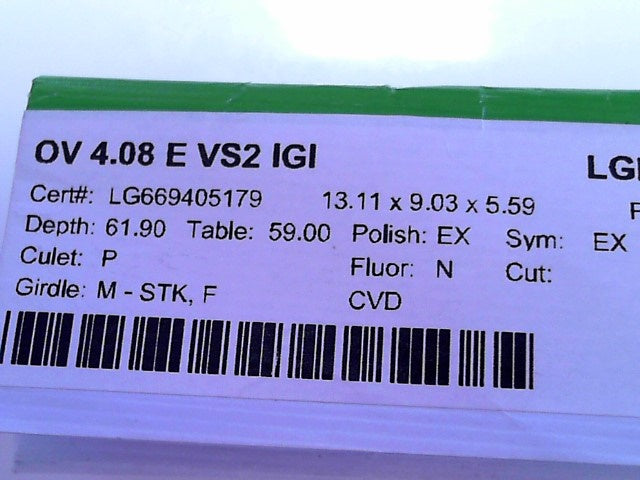 OV 4.08 E VS2 IGI LG
Cert#: LG669405179 13.11 x 9.03 x 5.59
Depth: 61.90 Table: 59.00 Polish: EX Sym: EX
Culet: P Fluor: N Cut:
Girdle: M - STK, F CVD